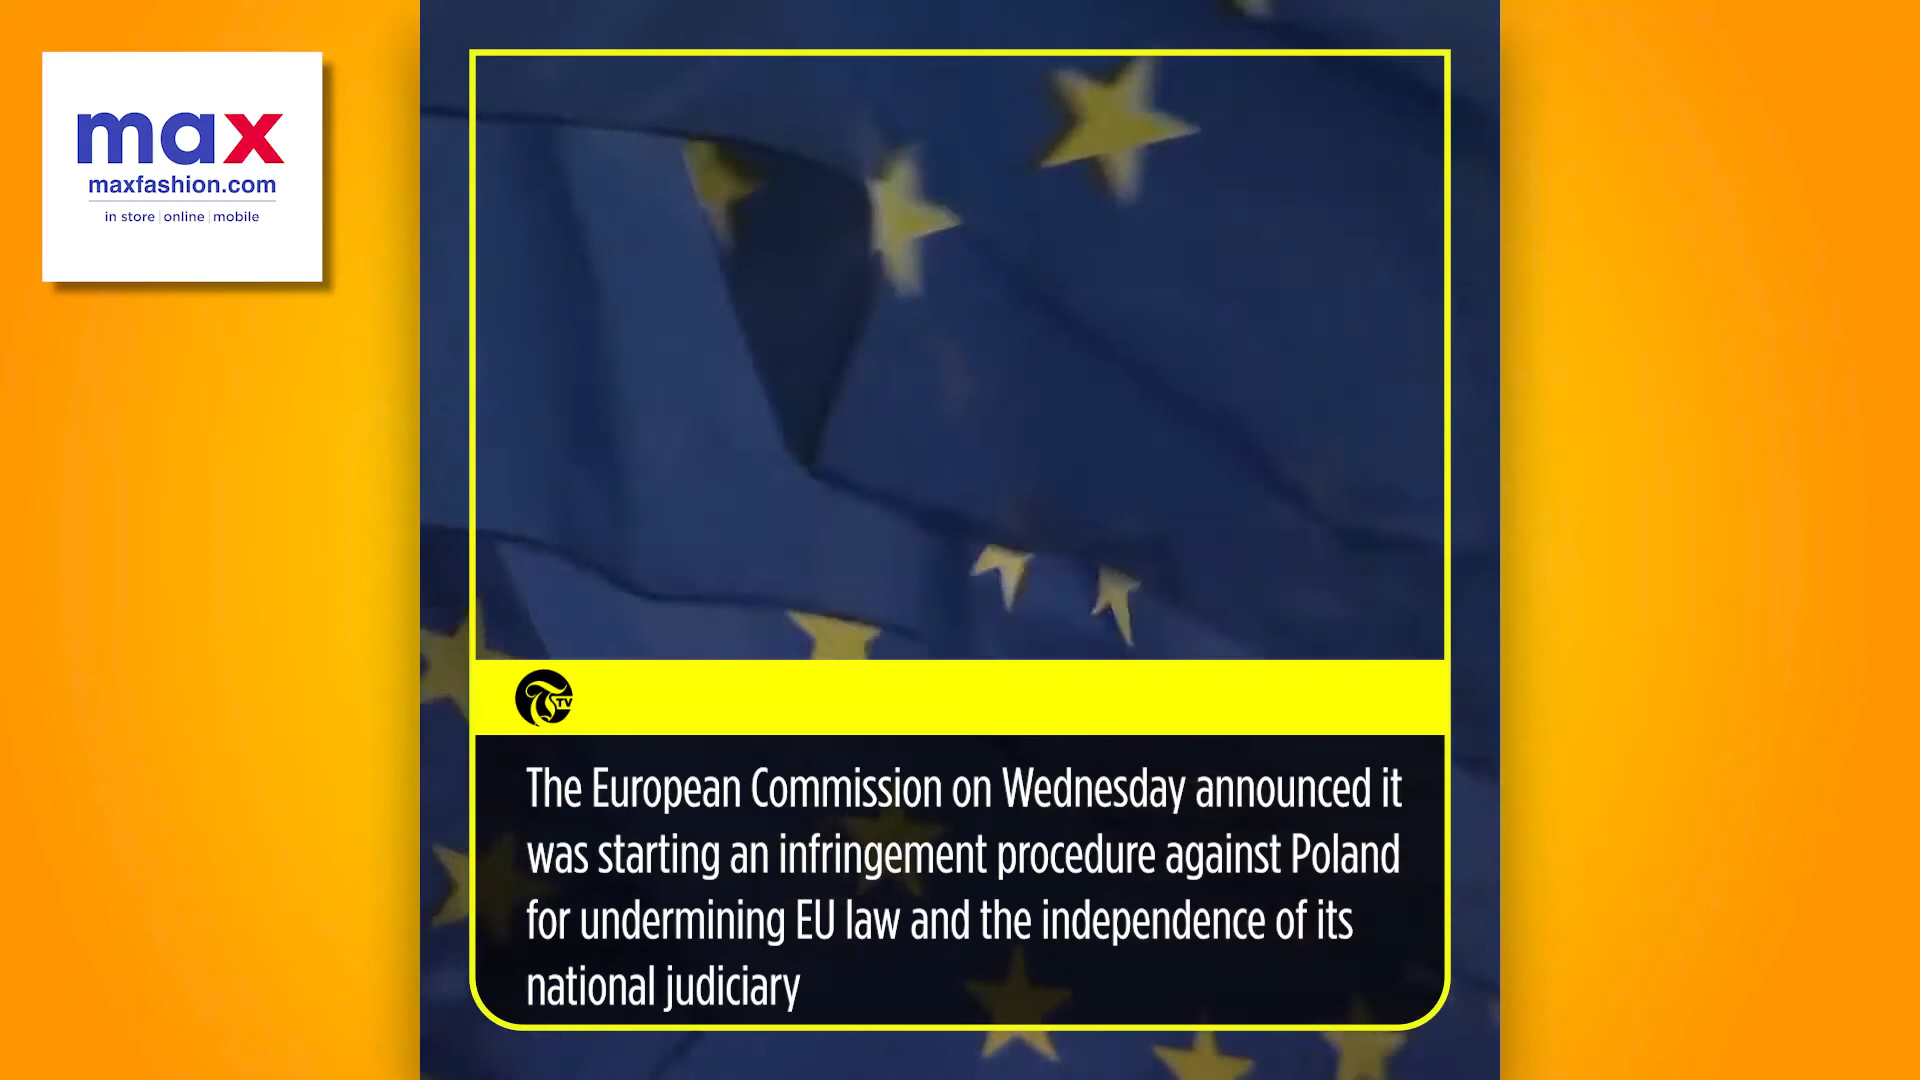 max
maxfashion.com
in store | online | mobile
TV
The European Commission on Wednesday announced it
was starting an infringement procedure against Poland
for undermining EU law and the independence of its
national judiciary